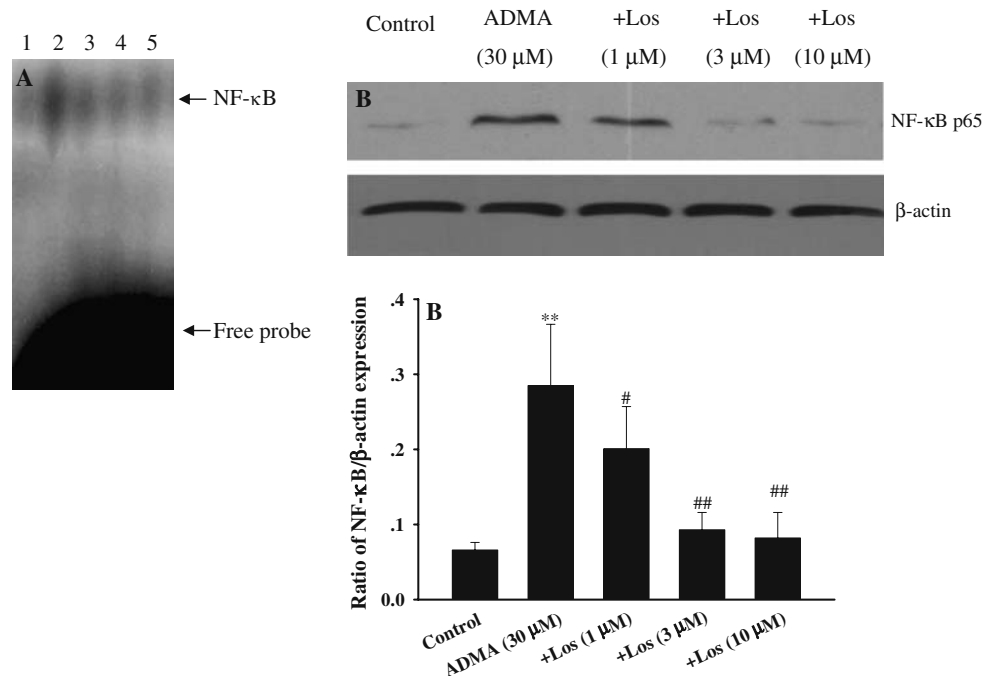 1 2 3 4 5
A
NF-κB
Free probe
Control ADMA +Los +Los +Los
(30 μM) (1 μM) (3 μM) (10 μM)
B
NF-κB p65
β-actin
B
Ratio of NF-κB/β-actin expression
.4
.3
.2
.1
0.0
**
#
##
##
Control
ADMA (30 μM)
+Los (1 μM)
+Los (3 μM)
+Los (10 μM)